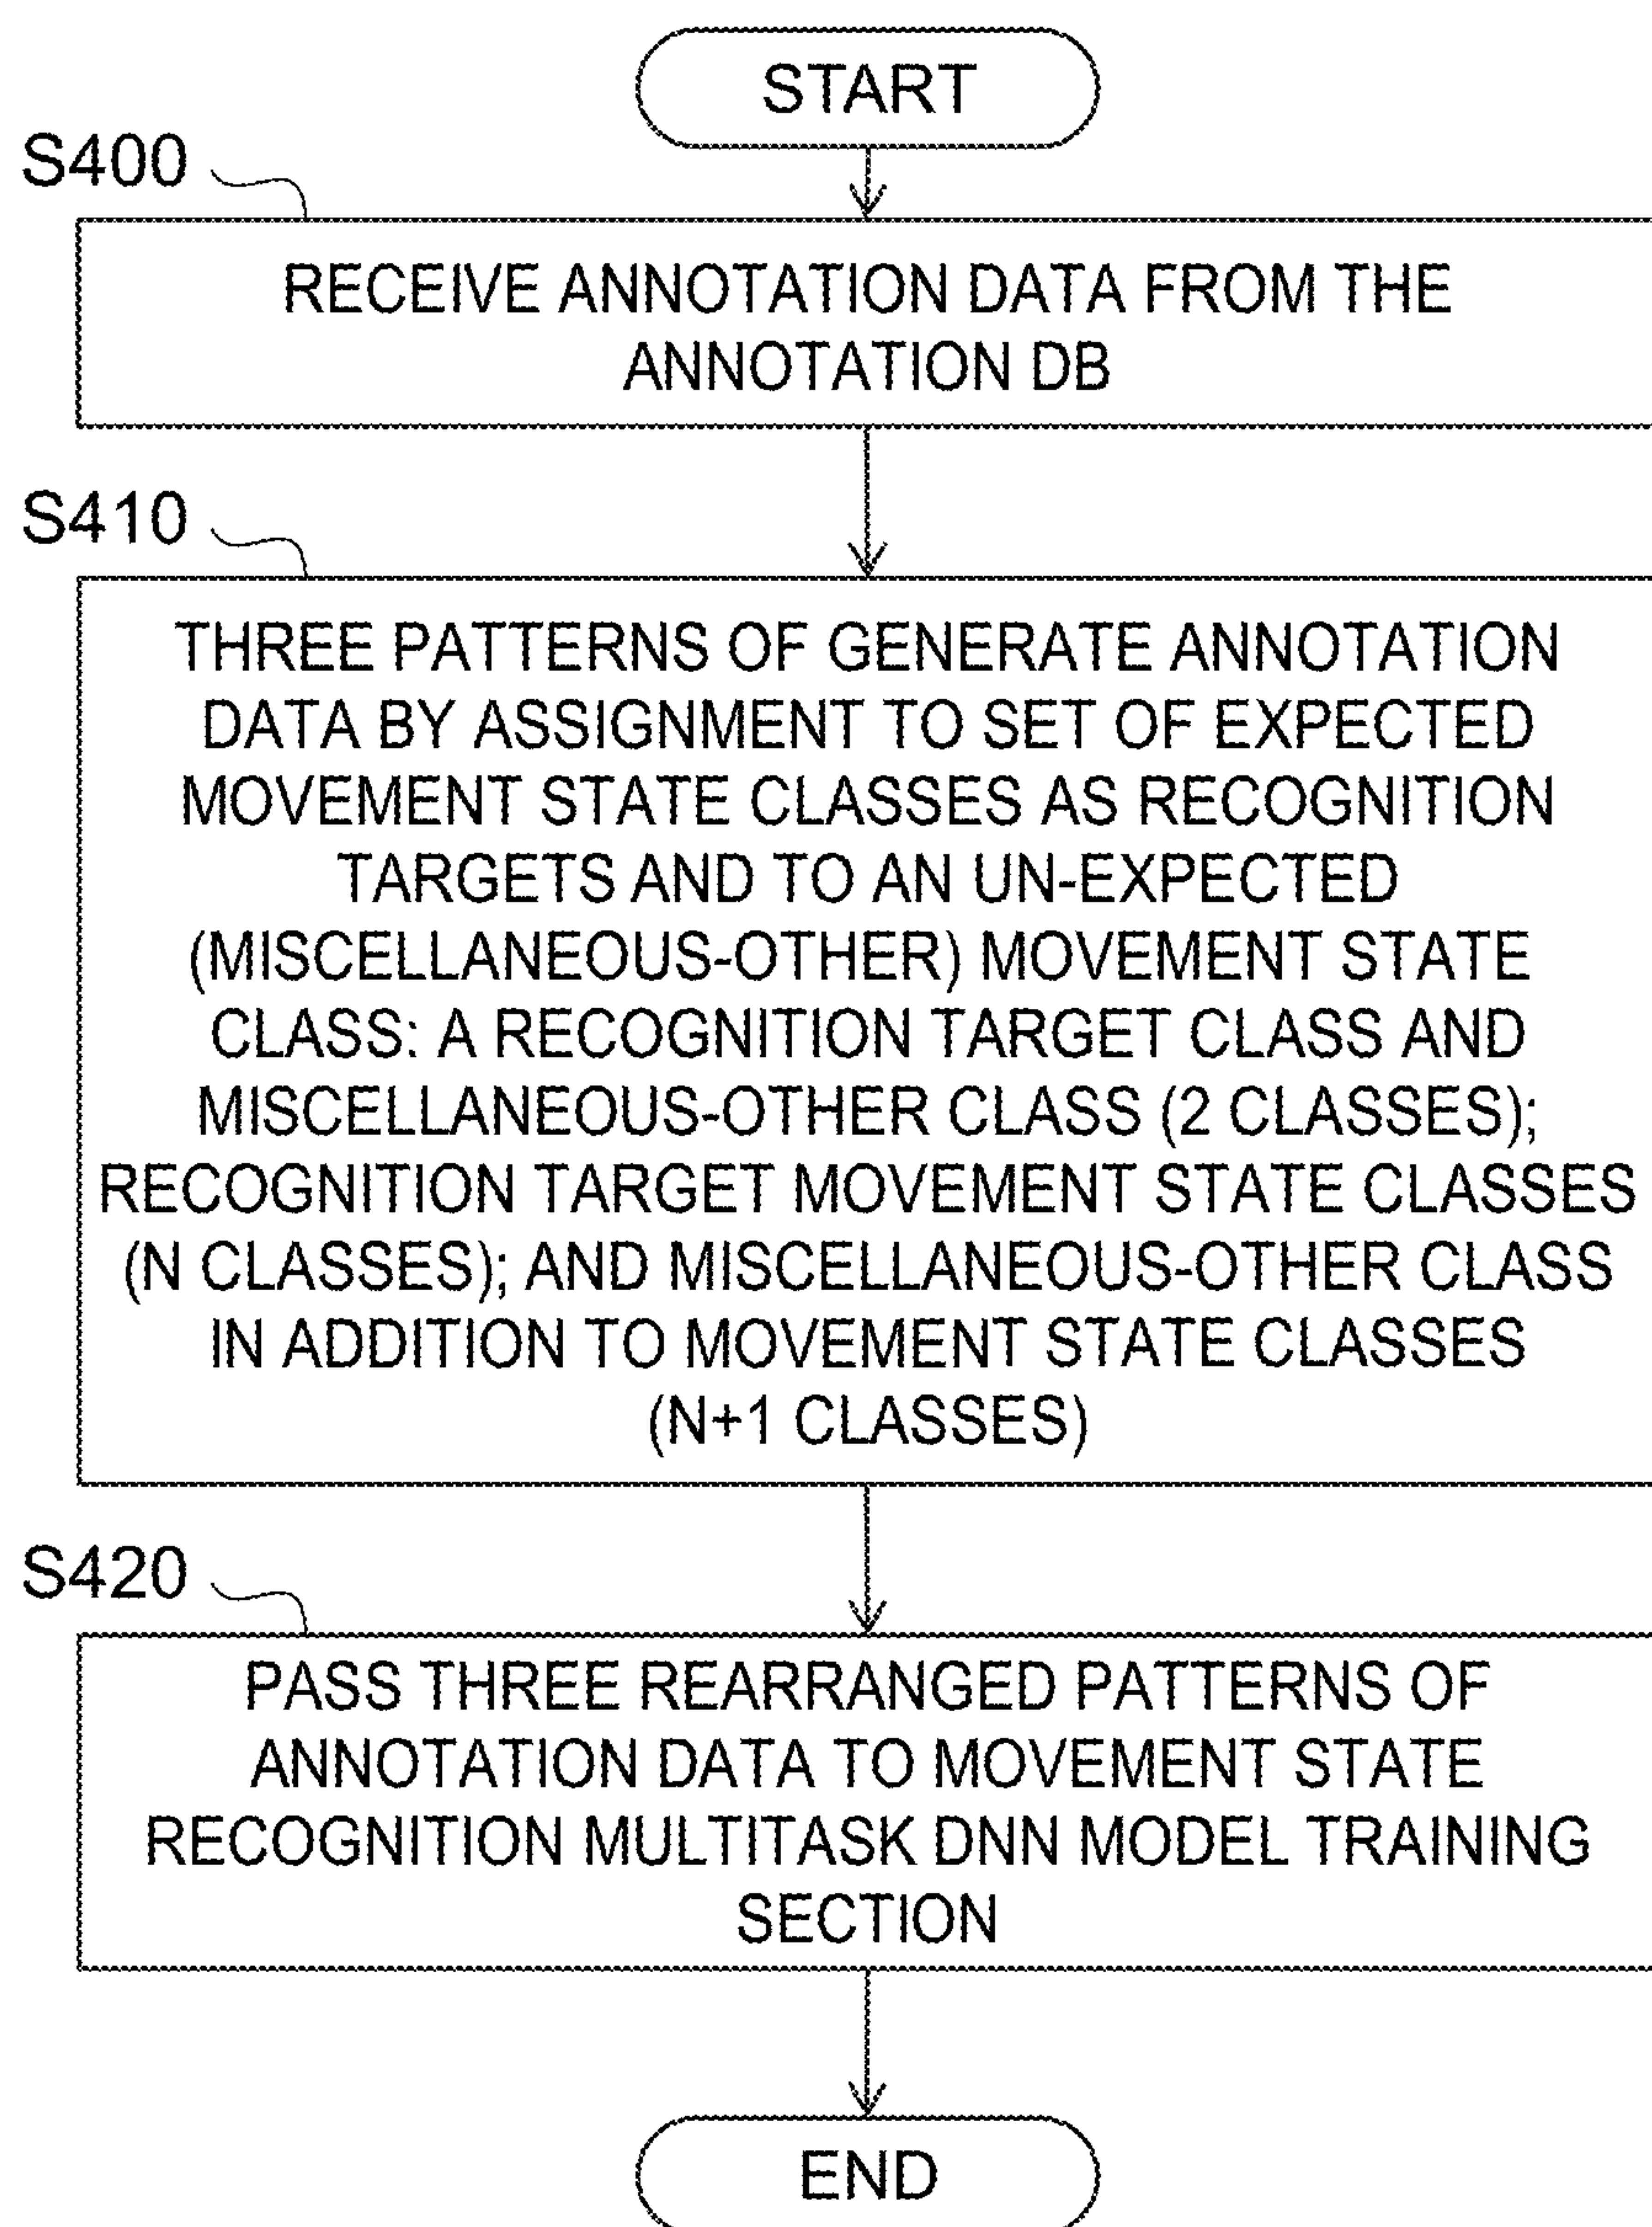 START
S400
RECEIVE ANNOTATION DATA FROM THE
ANNOTATION DB
S410
THREE PATTERNS OF GENERATE ANNOTATION
DATA BY ASSIGNMENT TO SET OF EXPECTED
MOVEMENT STATE CLASSES AS RECOGNITION
TARGETS AND TO AN UN-EXPECTED
(MISCELLANEOUS-OTHER) MOVEMENT STATE
CLASS: A RECOGNITION TARGET CLASS AND
MISCELLANEOUS-OTHER CLASS (2 CLASSES);
RECOGNITION TARGET MOVEMENT STATE CLASSES
(N CLASSES); AND MISCELLANEOUS-OTHER CLASS
IN ADDITION TO MOVEMENT STATE CLASSES
(N+1 CLASSES)
S420
PASS THREE REARRANGED PATTERNS OF
ANNOTATION DATA TO MOVEMENT STATE
RECOGNITION MULTITASK DNN MODEL TRAINING
SECTION
END